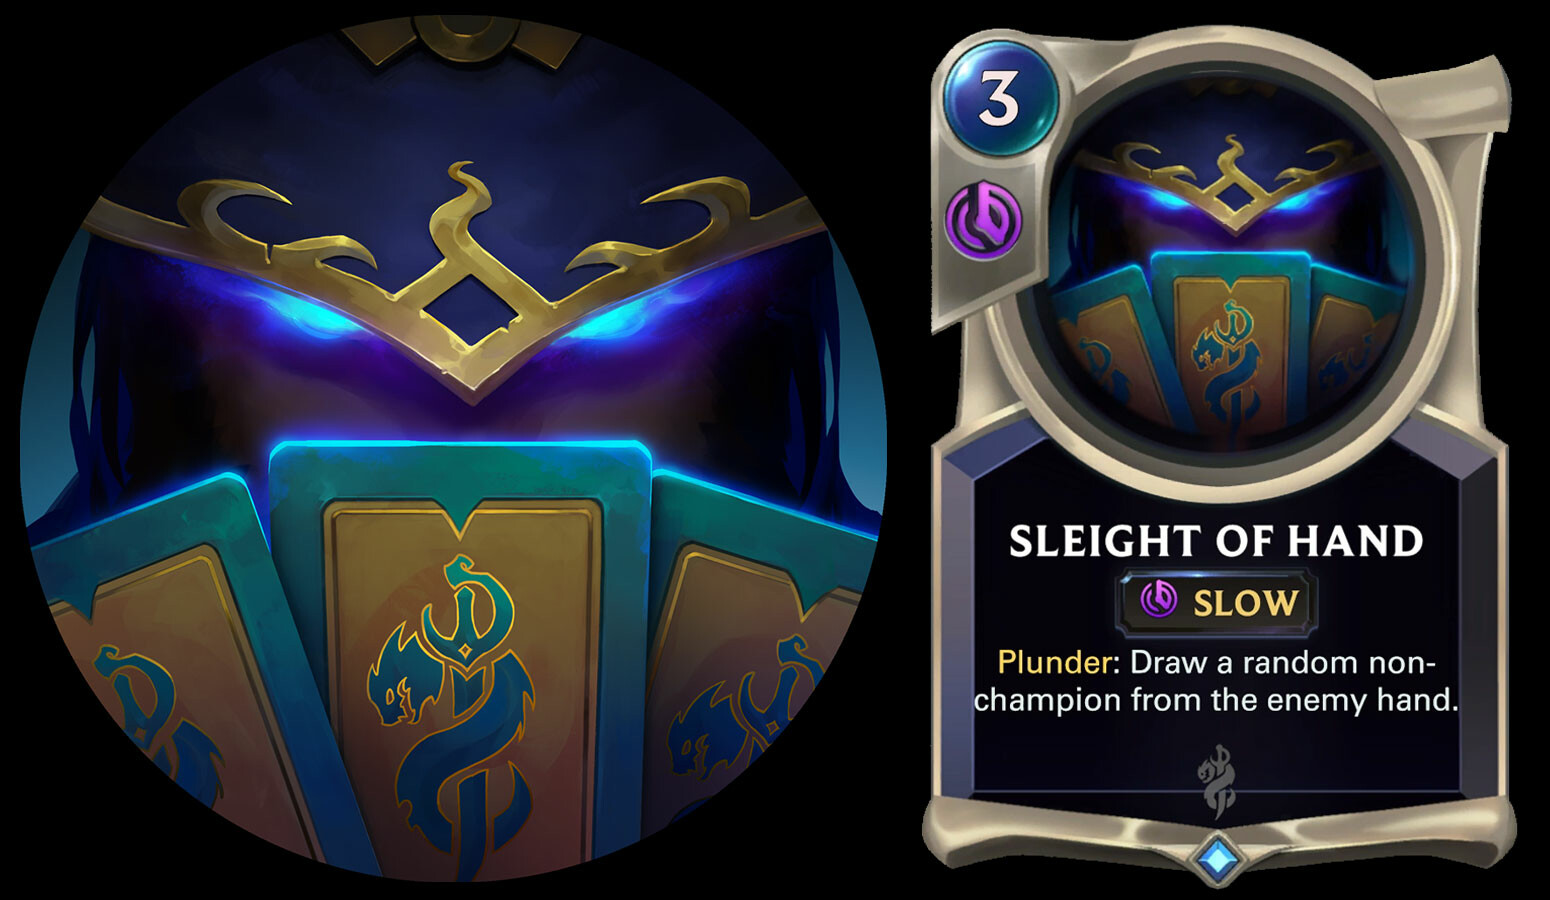 3
SLEIGHT OF HAND
SLOW
Plunder: Draw a random non-
champion from the enemy hand.